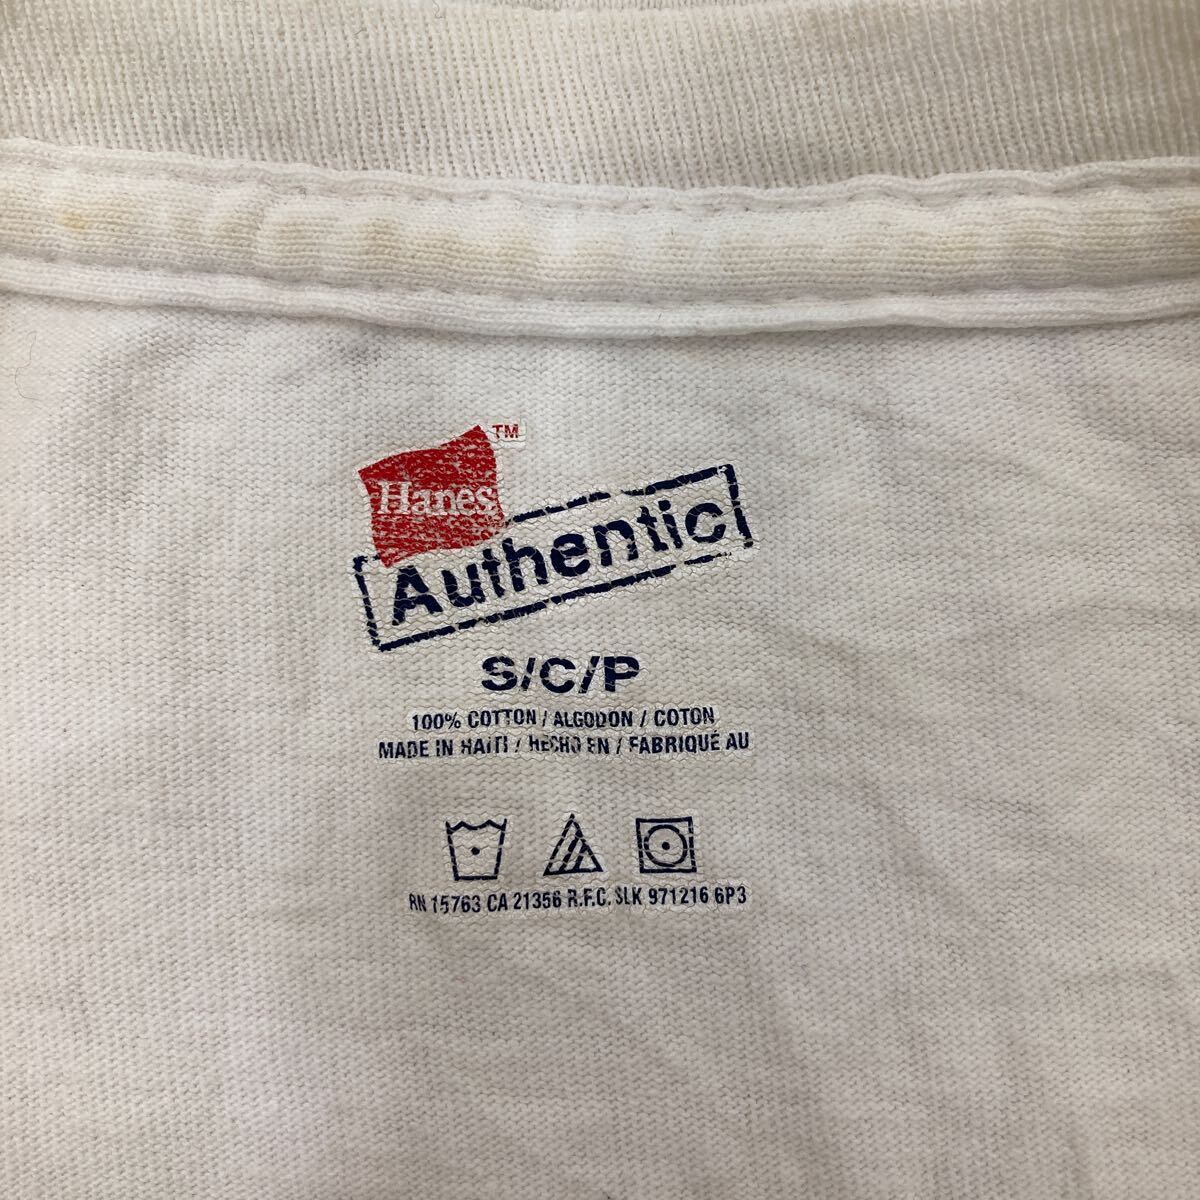 TM
Hanes
Authentic
S/C/P
100% COTTON / ALGODON / COTON
MADE IN HAITI / HECHO EN / FABRIQUÉ AU
RN 15763 CA 21356 R.F.C. SLK 971216 6P3